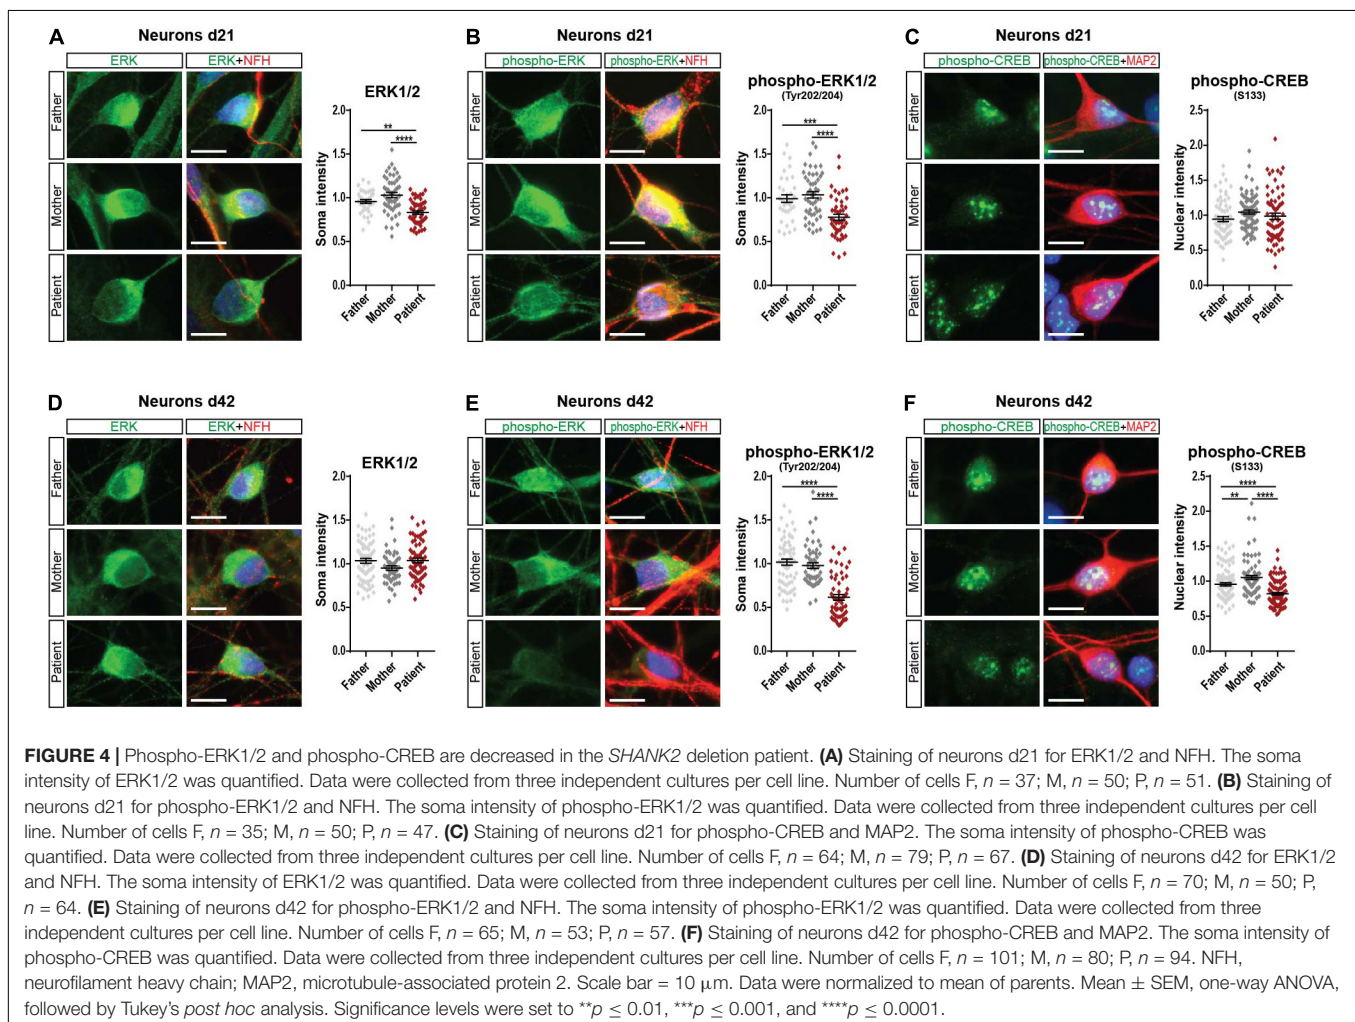 A
Neurons d21
ERK
ERK+NFH
Father
Mother
Patient
ERK1/2
**
****
Soma intensity
2.0
1.5
1.0
0.5
0.0
Father
Mother
Patient
B
Neurons d21
phospho-ERK
phospho-ERK+NFH
phospho-ERK1/2
(Tyr202/204)
***
****
Soma intensity
2.0
1.5
1.0
0.5
0.0
Father
Mother
Patient
C
Neurons d21
phospho-CREB
phospho-CREB+MAP2
Father
Mother
Patient
phospho-CREB
(S133)
Nuclear intensity
2.5
2.0
1.5
1.0
0.5
0.0
Father
Mother
Patient
D
Neurons d42
ERK
ERK+NFH
Father
Mother
Patient
ERK1/2
Soma intensity
2.0
1.5
1.0
0.5
0.0
Father
Mother
Patient
E
Neurons d42
phospho-ERK
phospho-ERK+NFH
phospho-ERK1/2
(Tyr202/204)
****
****
Soma intensity
2.0
1.5
1.0
0.5
0.0
Father
Mother
Patient
F
Neurons d42
phospho-CREB
phospho-CREB+MAP2
Father
Mother
Patient
phospho-CREB
(S133)
****
** ****
Nuclear intensity
2.5
2.0
1.5
1.0
0.5
0.0
Father
Mother
Patient
FIGURE 4 | Phospho-ERK1/2 and phospho-CREB are decreased in the SHANK2 deletion patient. (A) Staining of neurons d21 for ERK1/2 and NFH. The soma
intensity of ERK1/2 was quantified. Data were collected from three independent cultures per cell line. Number of cells F, n = 37; M, n = 50; P, n = 51. (B) Staining of
neurons d21 for phospho-ERK1/2 and NFH. The soma intensity of phospho-ERK1/2 was quantified. Data were collected from three independent cultures per cell
line. Number of cells F, n = 35; M, n = 50; P, n = 47. (C) Staining of neurons d21 for phospho-CREB and MAP2. The soma intensity of phospho-CREB was
quantified. Data were collected from three independent cultures per cell line. Number of cells F, n = 64; M, n = 79; P, n = 67. (D) Staining of neurons d42 for ERK1/2
and NFH. The soma intensity of ERK1/2 was quantified. Data were collected from three independent cultures per cell line. Number of cells F, n = 70; M, n = 50; P,
n = 64. (E) Staining of neurons d42 for phospho-ERK1/2 and NFH. The soma intensity of phospho-ERK1/2 was quantified. Data were collected from three
independent cultures per cell line. Number of cells F, n = 65; M, n = 53; P, n = 57. (F) Staining of neurons d42 for phospho-CREB and MAP2. The soma intensity of
phospho-CREB was quantified. Data were collected from three independent cultures per cell line. Number of cells F, n = 101; M, n = 80; P, n = 94. NFH,
neurofilament heavy chain; MAP2, microtubule-associated protein 2. Scale bar = 10 μm. Data were normalized to mean of parents. Mean ± SEM, one-way ANOVA,
followed by Tukey's post hoc analysis. Significance levels were set to **p ≤ 0.01, ***p ≤ 0.001, and ****p ≤ 0.0001.